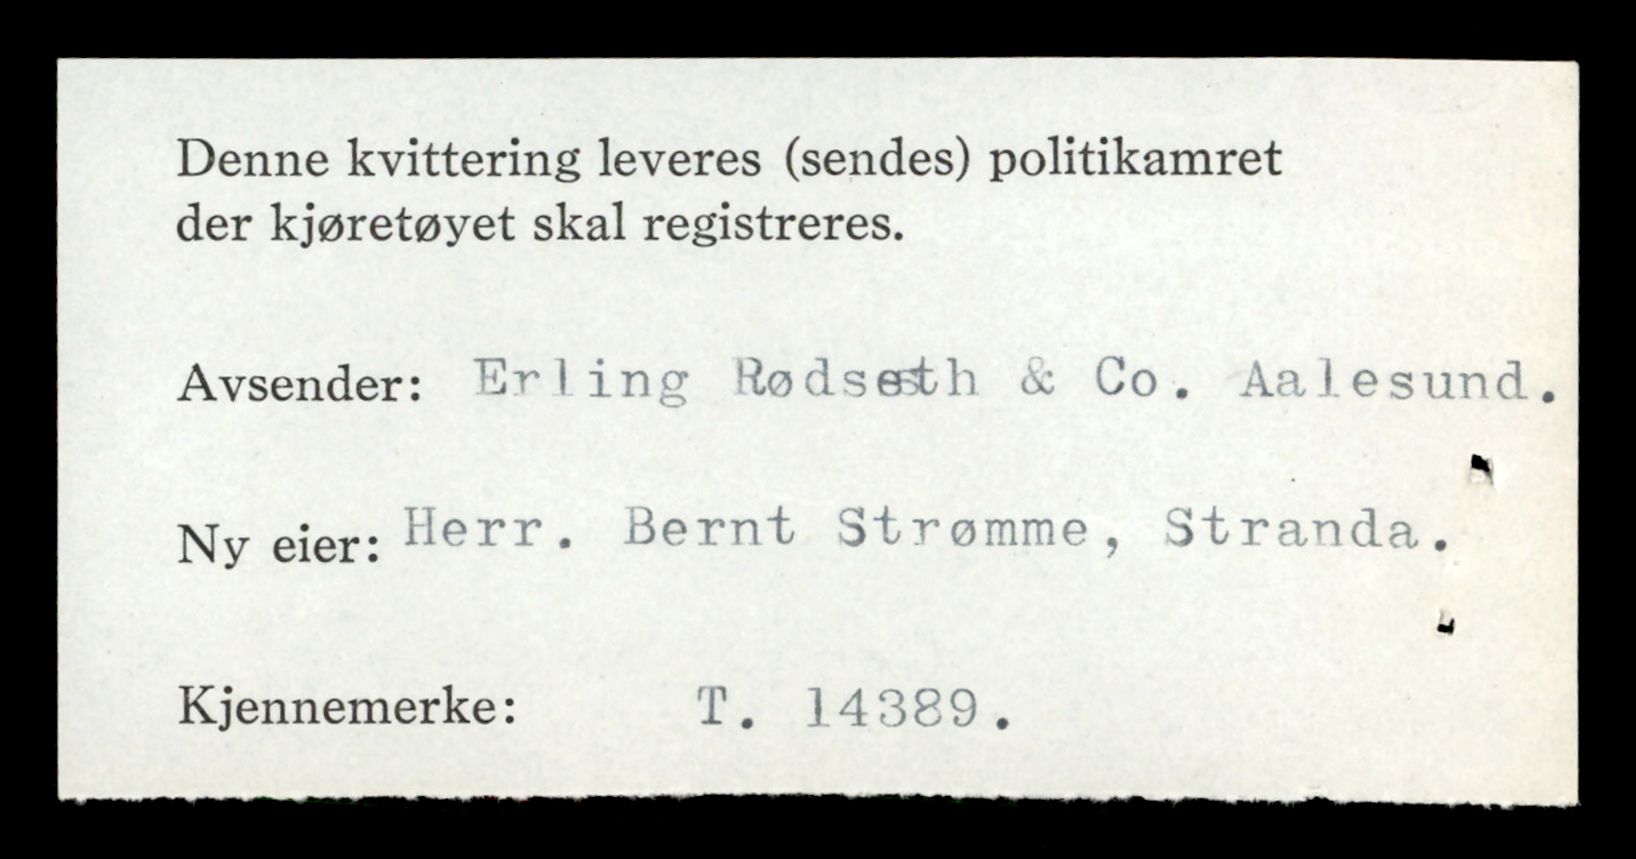 Denne kvittering leveres (sendes) politikamret
der kjøretøyet skal registreres.
Avsender: Erling Rødseth & Co. Aalesund.
Ny eier: Herr. Bernt Strømme, Stranda.
Kjennemerke: T. 14389.